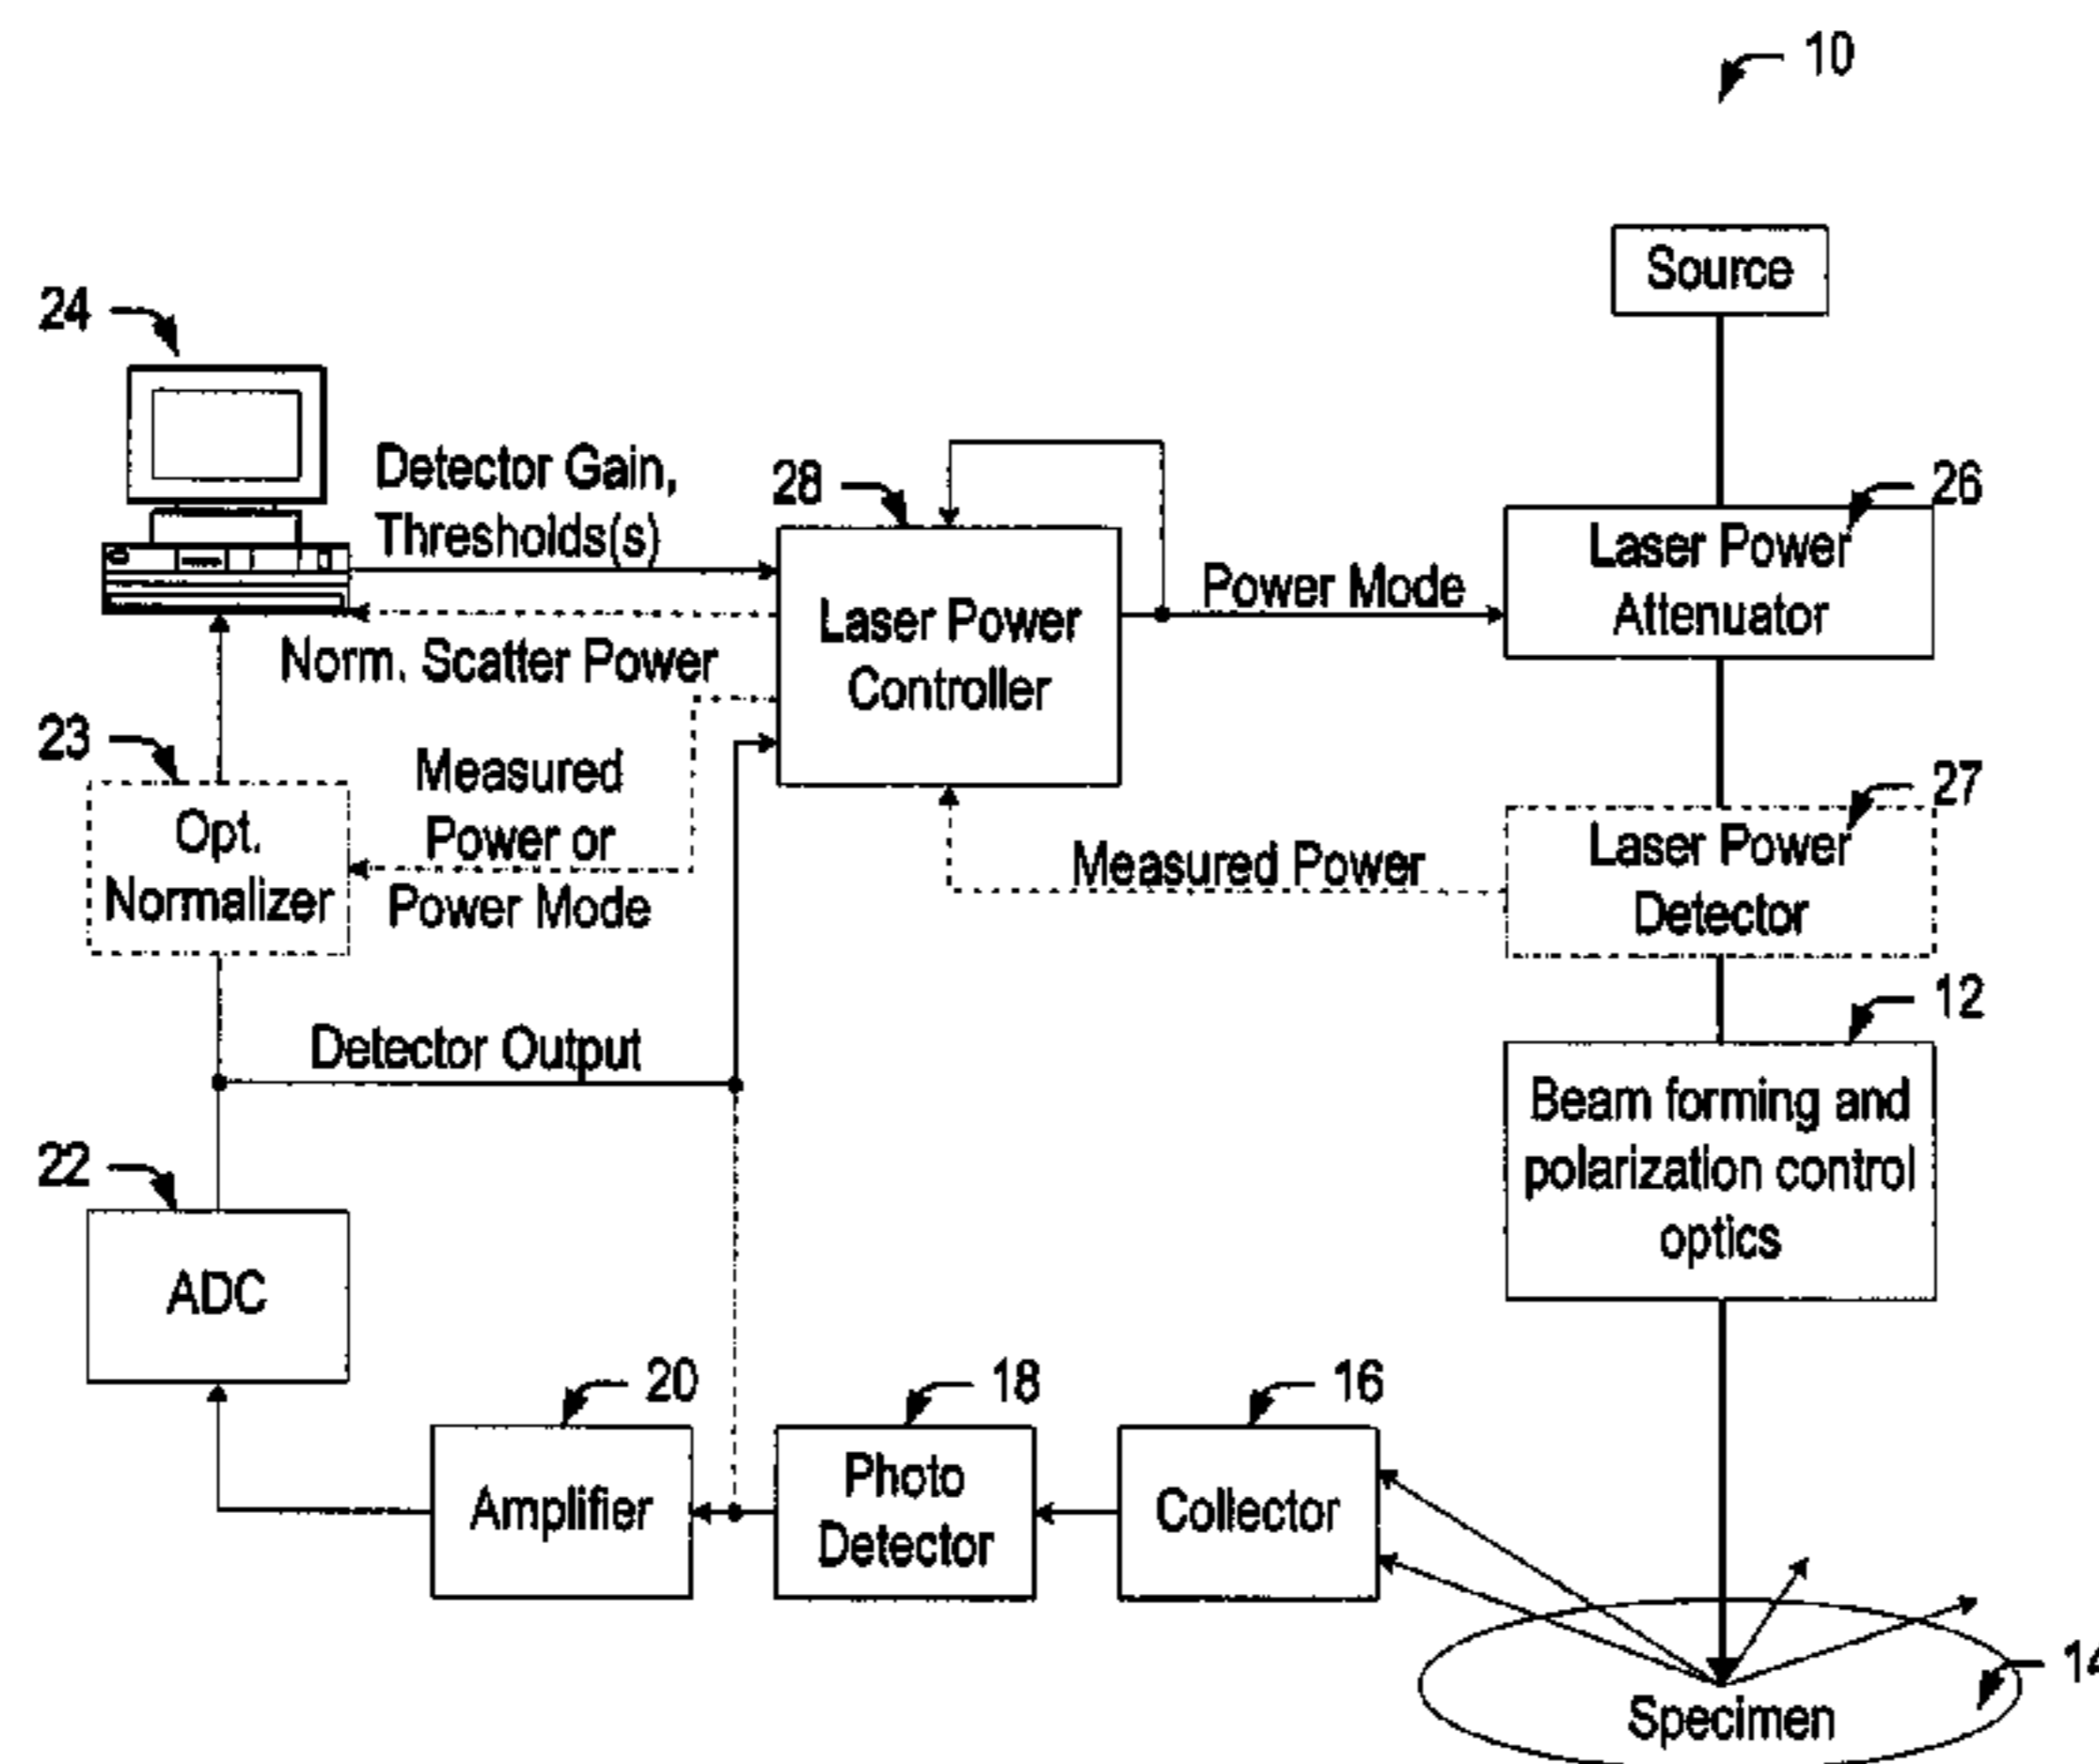 10
Source
24
Detector Gain,
Thresholds(s)
28
26
Laser Power
Attenuator
Power Mode
Laser Power
Controller
Norm. Scatter Power
23
Measured
Power or
Power Mode
Opt.
Normalizer
27
Laser Power
Detector
Measured Power
12
Detector Output
Beam forming and
polarization control
optics
22
ADC
20
Amplifier
18
Photo
Detector
16
Collector
14
Specimen